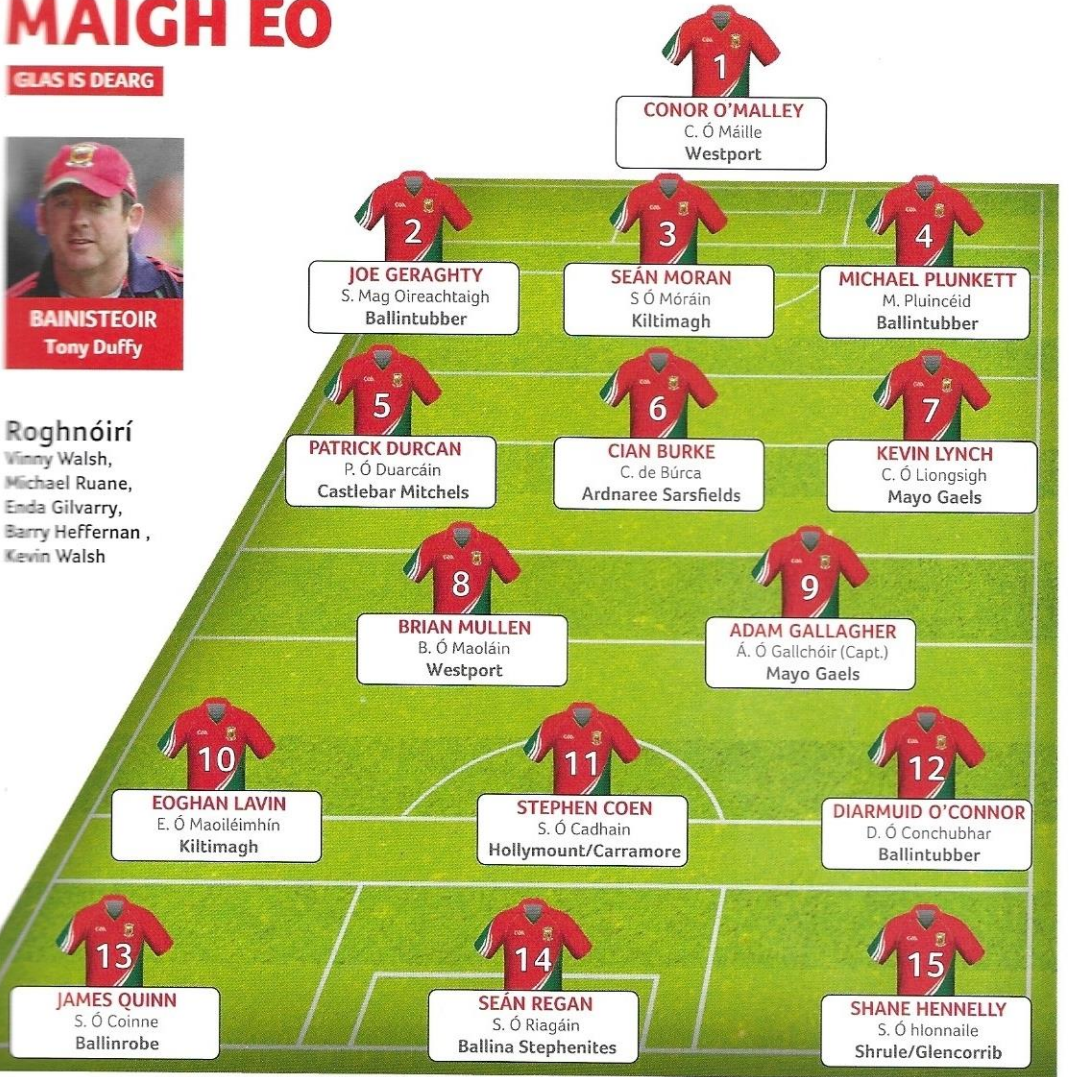 MAIGH EO
GLAS IS DEARG
BAINISTEOIR
Tony Duffy
Roghnóirí
Vinny Walsh,
Michael Ruane,
Enda Gilvarry,
Barry Heffernan ,
Kevin Walsh
1
CONOR O'MALLEY
C. Ó Máille
Westport
2
JOE GERAGHTY
S. Mag Oireachtaigh
Ballintubber
3
SEÁN MORAN
S Ó Móráin
Kiltimagh
4
MICHAEL PLUNKETT
M. Pluincéid
Ballintubber
5
PATRICK DURCAN
P. Ó Duarcáin
Castlebar Mitchels
6
CIAN BURKE
C. de Búrca
Ardnaree Sarsfields
7
KEVIN LYNCH
C. Ó Liongsigh
Mayo Gaels
8
BRIAN MULLEN
B. Ó Maoláin
Westport
9
ADAM GALLAGHER
Á. Ó Gallchóir (Capt.)
Mayo Gaels
10
EOGHAN LAVIN
E. Ó Maoiléimhín
Kiltimagh
11
STEPHEN COEN
S. Ó Cadhain
Hollymount/Carramore
12
DIARMUID O'CONNOR
D. Ó Conchubhar
Ballintubber
13
JAMES QUINN
S. Ó Coinne
Ballinrobe
14
SEÁN REGAN
S. Ó Riagáin
Ballina Stephenites
15
SHANE HENNELLY
S. Ó hIonnaile
Shrule/Glencorrib